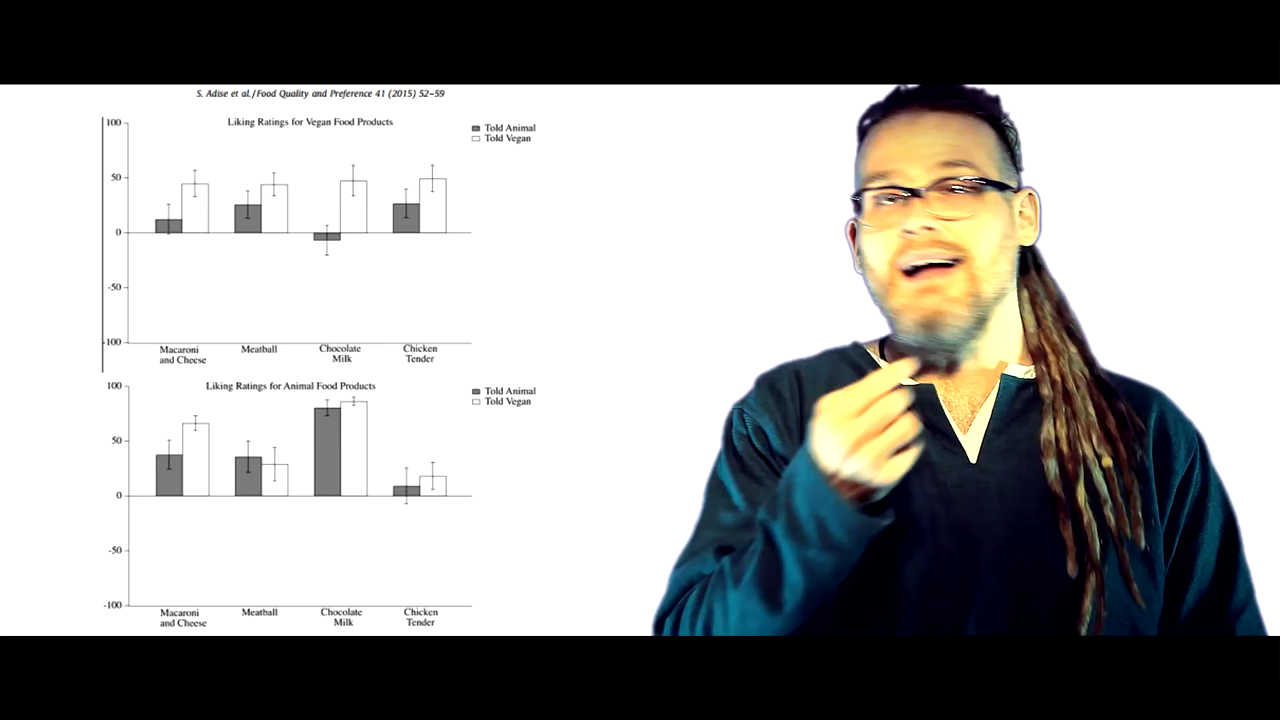 S. Adise et al./Food Quality and Preference 41 (2015) 52–59
Liking Ratings for Vegan Food Products
Told Animal
Told Vegan
100
50
0
-50
-100
Macaroni and Cheese
Meatball
Chocolate Milk
Chicken Tender
Liking Ratings for Animal Food Products
Told Animal
Told Vegan
100
50
0
-50
-100
Macaroni and Cheese
Meatball
Chocolate Milk
Chicken Tender